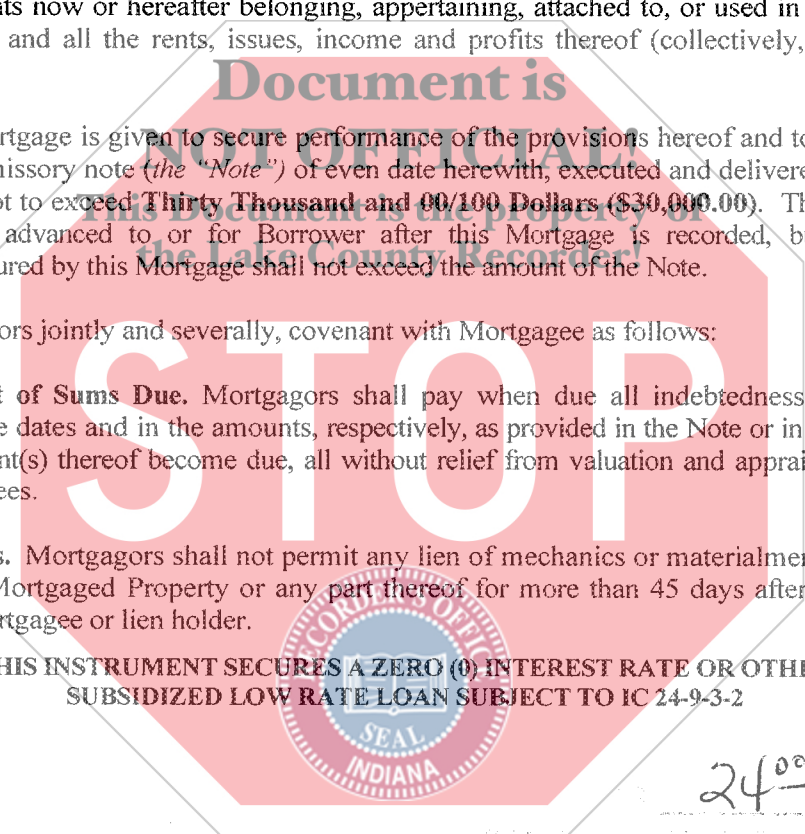 nts now or hereafter belonging, appertaining, attached to, or used in
and all the rents, issues, income and profits thereof (collectively,
Document is
NOT OFFICIAL!
rtgage is given to secure performance of the provisions hereof and to
missory note (the "Note") of even date herewith, executed and delivere
ot to exceed Thirty Thousand and 00/100 Dollars ($30,000.00). Th
This Document is the property of
advanced to or for Borrower after this Mortgage is recorded, b
the Lake County Recorder!
ured by this Mortgage shall not exceed the amount of the Note.
ors jointly and severally, covenant with Mortgagee as follows:
STOP
t of Sums Due. Mortgagors shall pay when due all indebtedness
e dates and in the amounts, respectively, as provided in the Note or in
nt(s) thereof become due, all without relief from valuation and apprai
ees.
s. Mortgagors shall not permit any lien of mechanics or materialmen
Mortgaged Property or any part thereof for more than 45 days after
rtgagee or lien holder.
RECORDER'S OFFICE
HIS INSTRUMENT SECURES A ZERO (0) INTEREST RATE OR OTHE
SUBSIDIZED LOW RATE LOAN SUBJECT TO IC 24-9-3-2
SEAL
INDIANA
24 00